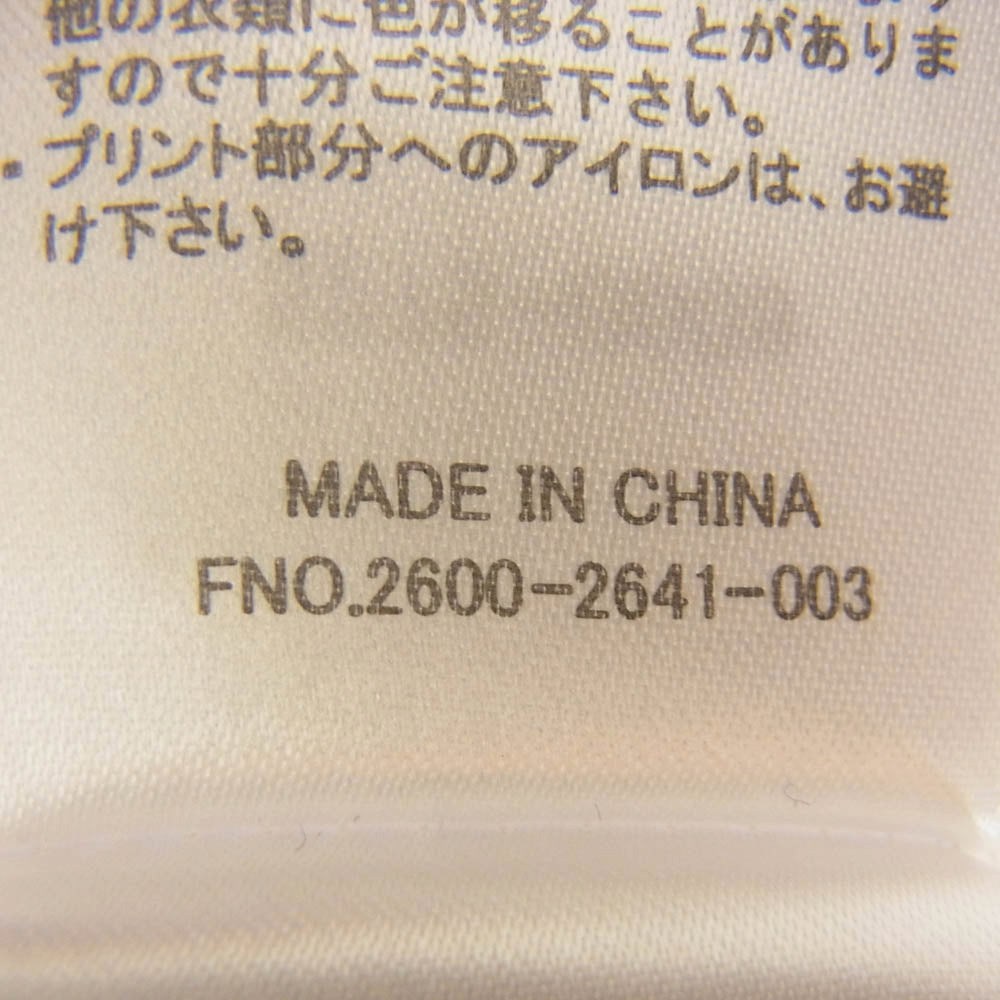 他の衣類に色が移ることがありま
すので十分ご注意下さい。
・プリント部分へのアイロンは、お避
け下さい。
MADE IN CHINA
FNO.2600-2641-003